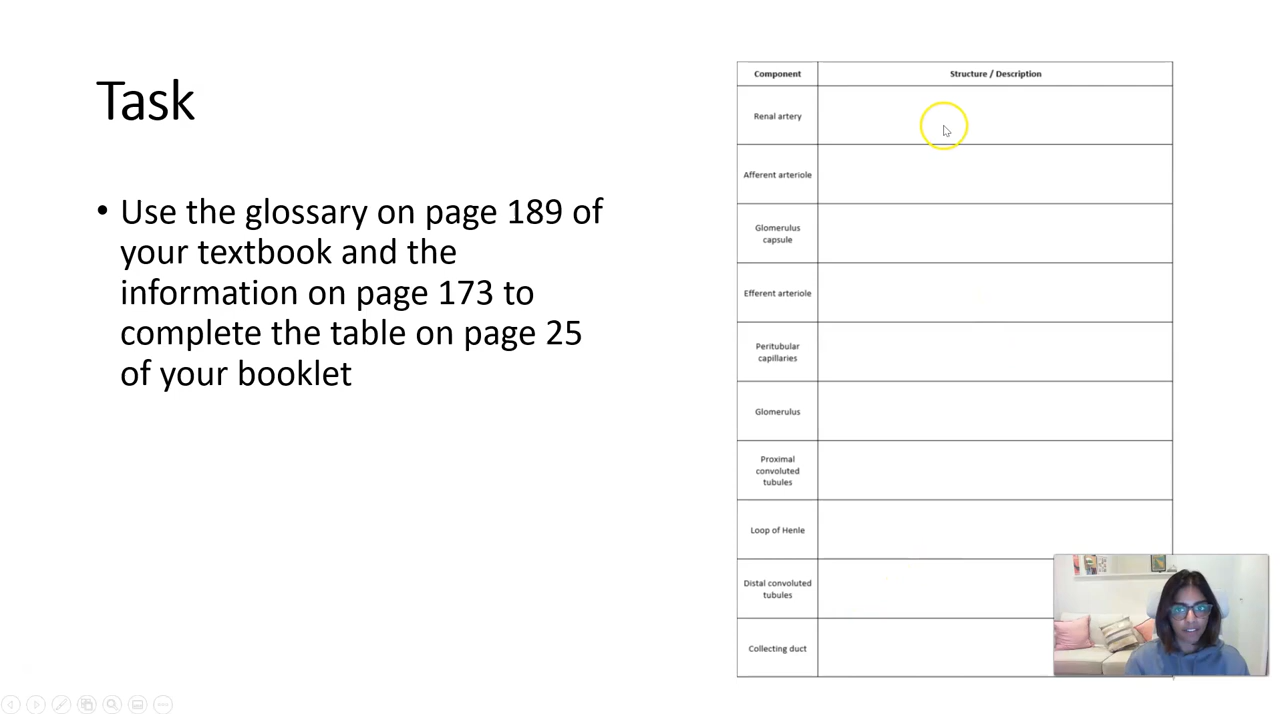 Task
• Use the glossary on page 189 of
your textbook and the
information on page 173 to
complete the table on page 25
of your booklet
Component Structure / Description
Renal artery
Afferent arteriole
Glomerulus
capsule
Efferent arteriole
Peritubular
capillaries
Glomerulus
Proximal
convoluted
tubules
Loop of Henle
Distal convoluted
tubules
Collecting duct